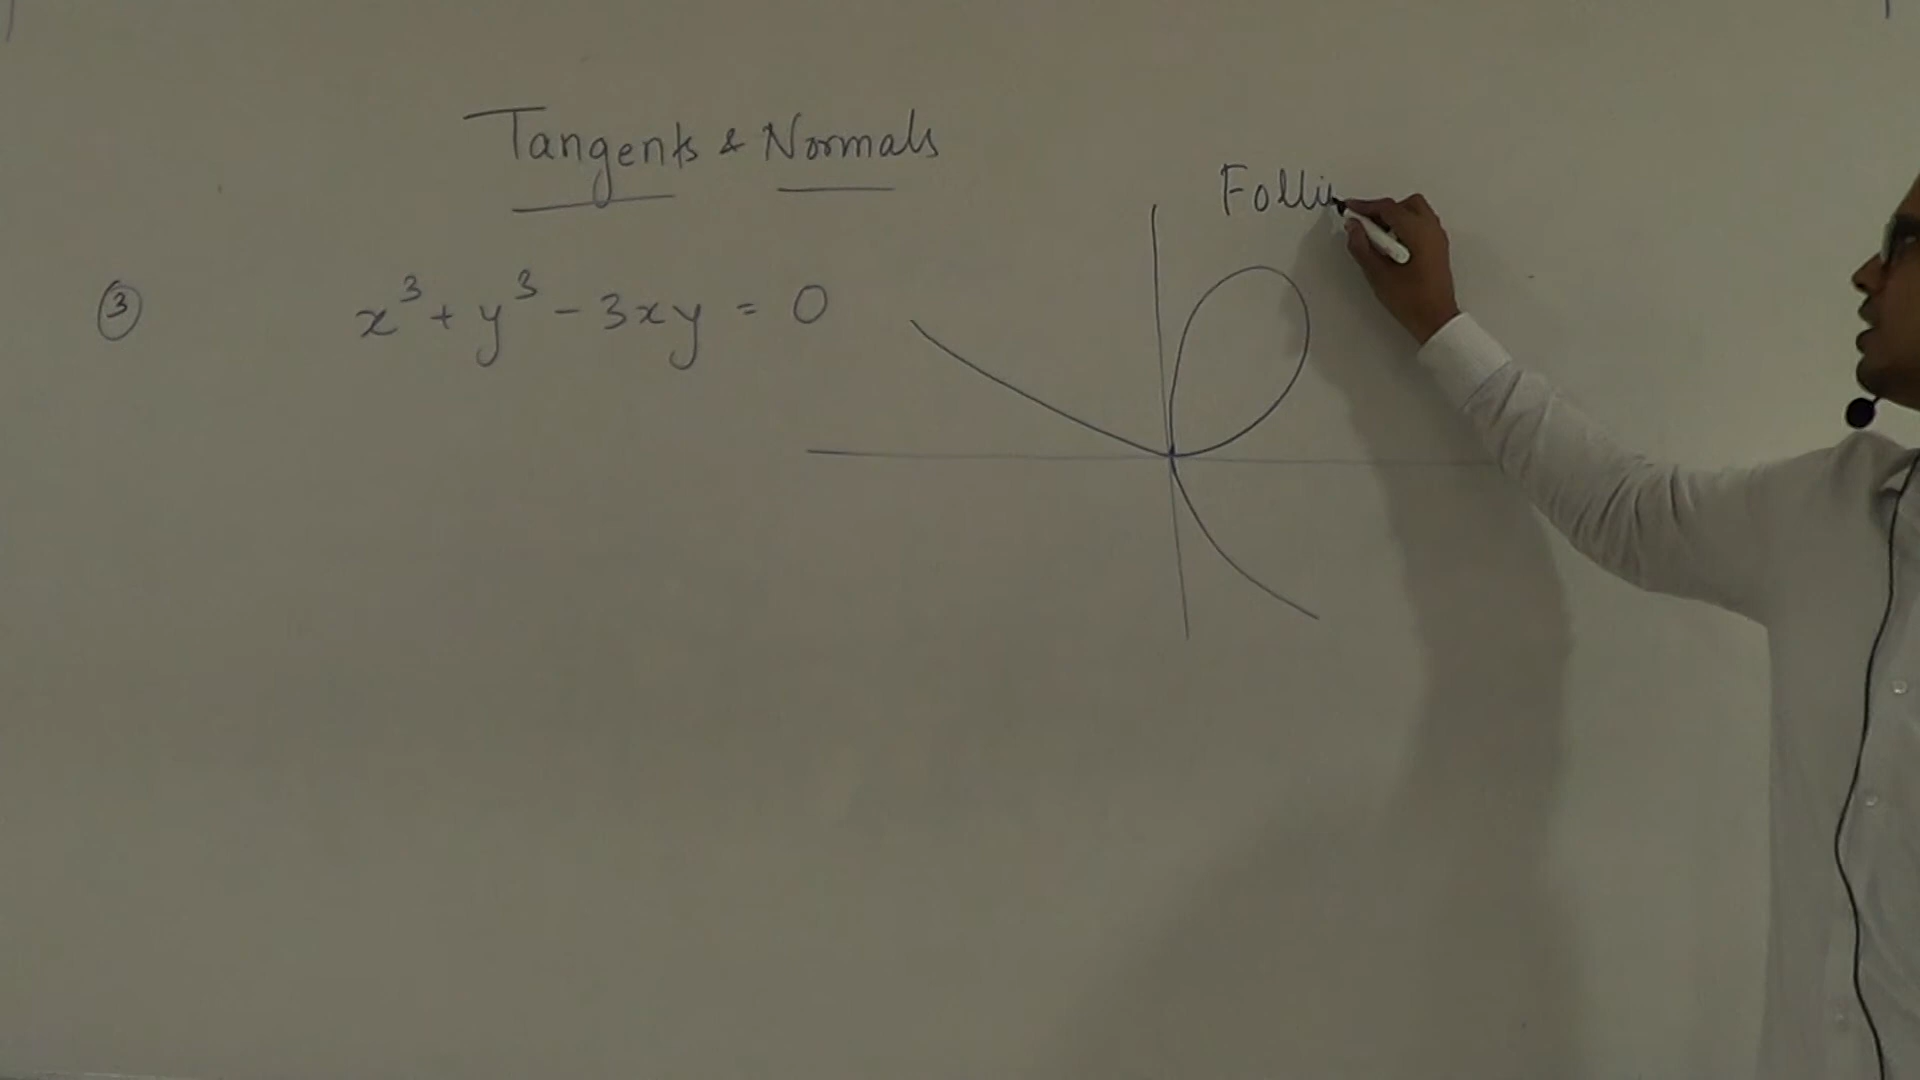 Tangents & Normals
Folli
③ x³ + y³ - 3xy = 0